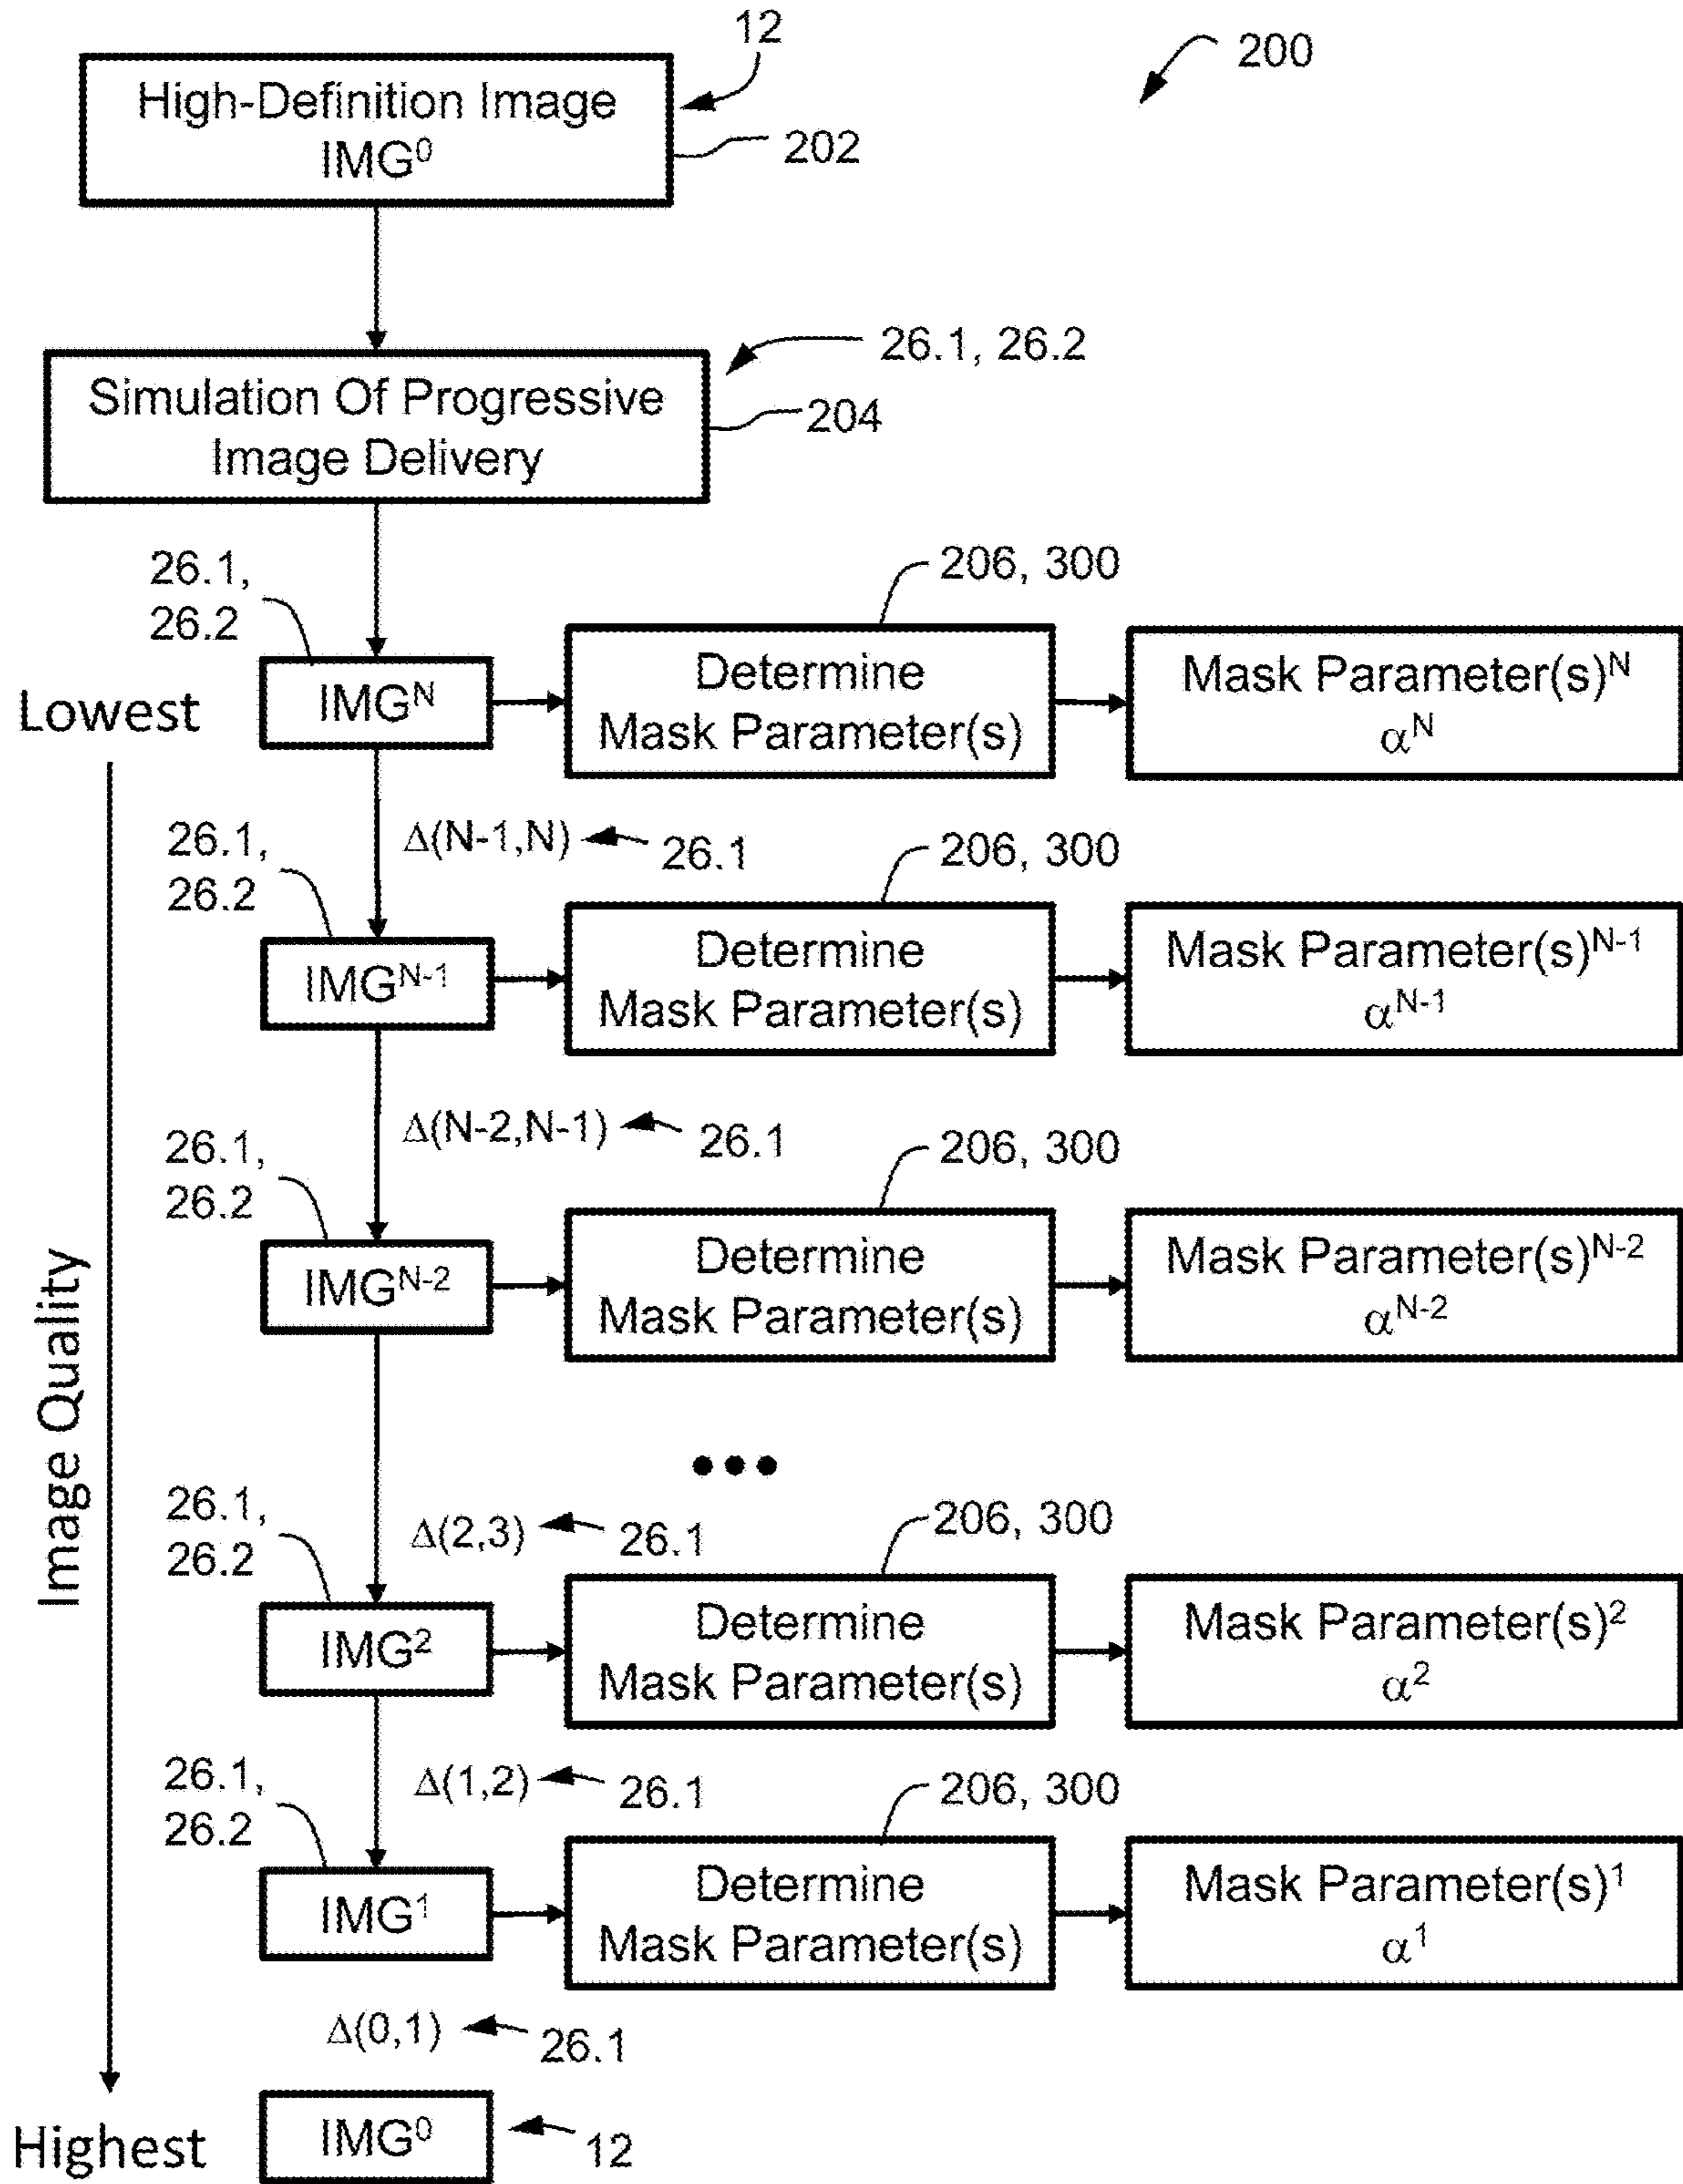 12
200
High-Definition Image
IMG⁰
202
26.1, 26.2
Simulation Of Progressive
Image Delivery
204
26.1,
26.2
206, 300
Lowest
IMGᴺ
Determine
Mask Parameter(s)
Mask Parameter(s)ᴺ
αᴺ
Δ(N-1,N)
26.1
26.1,
26.2
206, 300
IMGᴺ⁻¹
Determine
Mask Parameter(s)
Mask Parameter(s)ᴺ⁻¹
αᴺ⁻¹
Δ(N-2,N-1)
26.1
26.1,
26.2
206, 300
IMGᴺ⁻²
Determine
Mask Parameter(s)
Mask Parameter(s)ᴺ⁻²
αᴺ⁻²
Image Quality
•••
26.1,
26.2
Δ(2,3)
26.1
206, 300
IMG²
Determine
Mask Parameter(s)
Mask Parameter(s)²
α²
26.1,
26.2
Δ(1,2)
26.1
206, 300
IMG¹
Determine
Mask Parameter(s)
Mask Parameter(s)¹
α¹
Δ(0,1)
26.1
Highest
IMG⁰
12